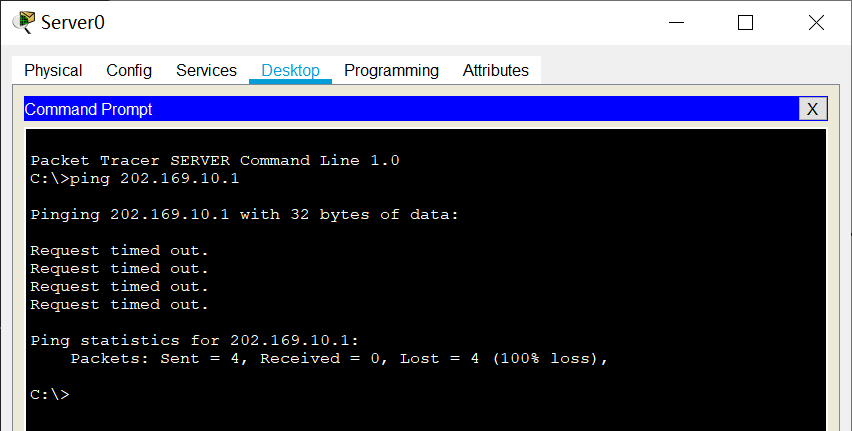 Server0
Physical Config Services Desktop Programming Attributes
Command Prompt X
Packet Tracer SERVER Command Line 1.0
C:\>ping 202.169.10.1
Pinging 202.169.10.1 with 32 bytes of data:
Request timed out.
Request timed out.
Request timed out.
Request timed out.
Ping statistics for 202.169.10.1:
    Packets: Sent = 4, Received = 0, Lost = 4 (100% loss),
C:\>